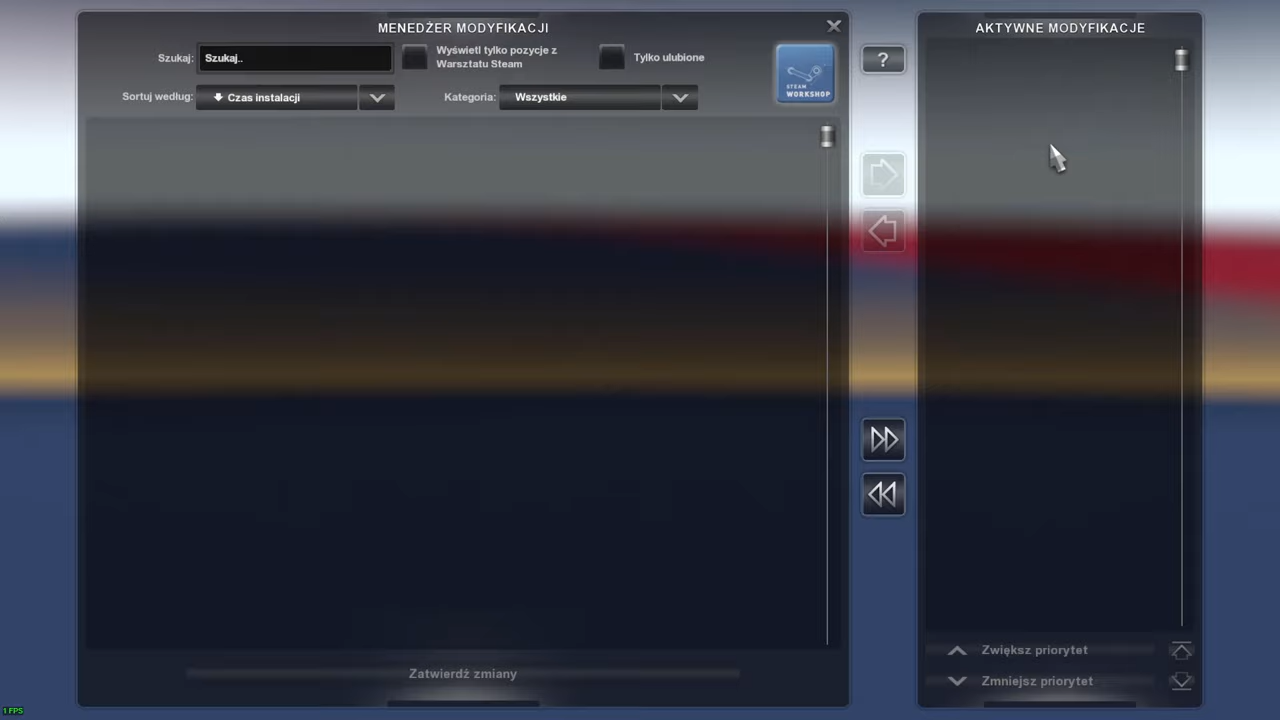 MENEDŻER MODYFIKACJI
AKTYWNE MODYFIKACJE
Szukaj:
Szukaj..
Wyświetl tylko pozycje z
Warsztatu Steam
Tylko ulubione
STEAM
WORKSHOP
?
Sortuj według:
Czas instalacji
Kategoria:
Wszystkie
Zatwierdź zmiany
Zwiększ priorytet
Zmniejsz priorytet
1 FPS